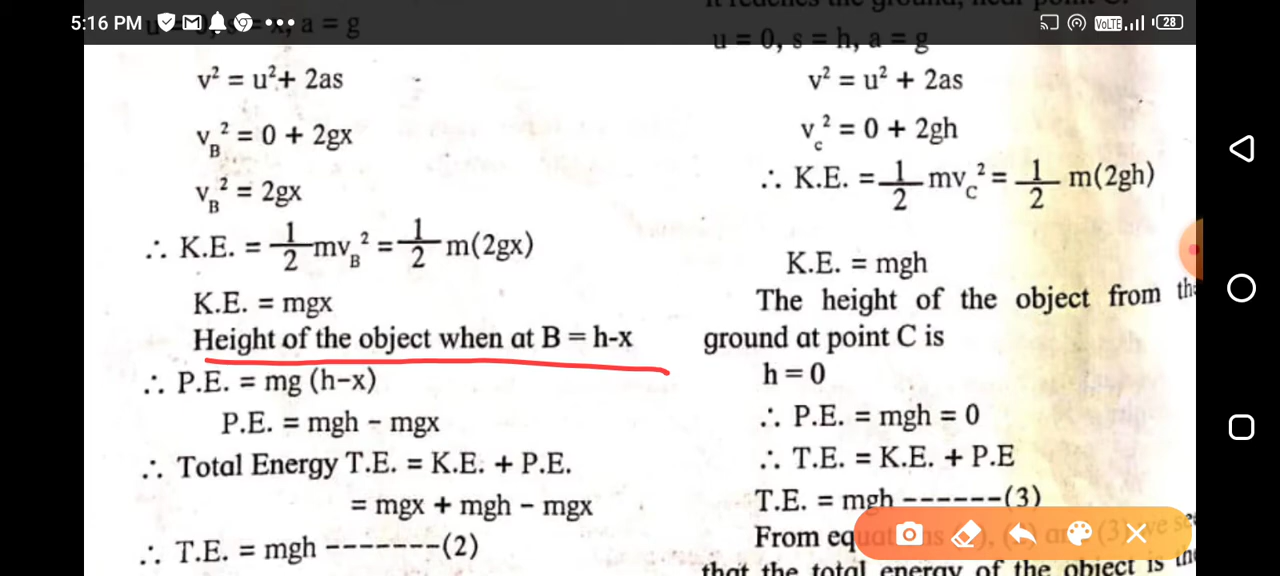 5:16 PM
VoLTE
28
a = g
v² = u² + 2as
v_B² = 0 + 2gx
v_B² = 2gx
∴ K.E. = 1/2 mv_B² = 1/2 m(2gx)
K.E. = mgx
Height of the object when at B = h-x
∴ P.E. = mg (h-x)
P.E. = mgh - mgx
∴ Total Energy T.E. = K.E. + P.E.
= mgx + mgh - mgx
∴ T.E. = mgh -------(2)
u = 0, s = h, a = g
v² = u² + 2as
v_c² = 0 + 2gh
∴ K.E. = 1/2 mv_C² = 1/2 m(2gh)
K.E. = mgh
The height of the object from the
ground at point C is
h = 0
∴ P.E. = mgh = 0
∴ T.E. = K.E. + P.E
T.E. = mgh ------(3)
From
that the total energy of the object is the